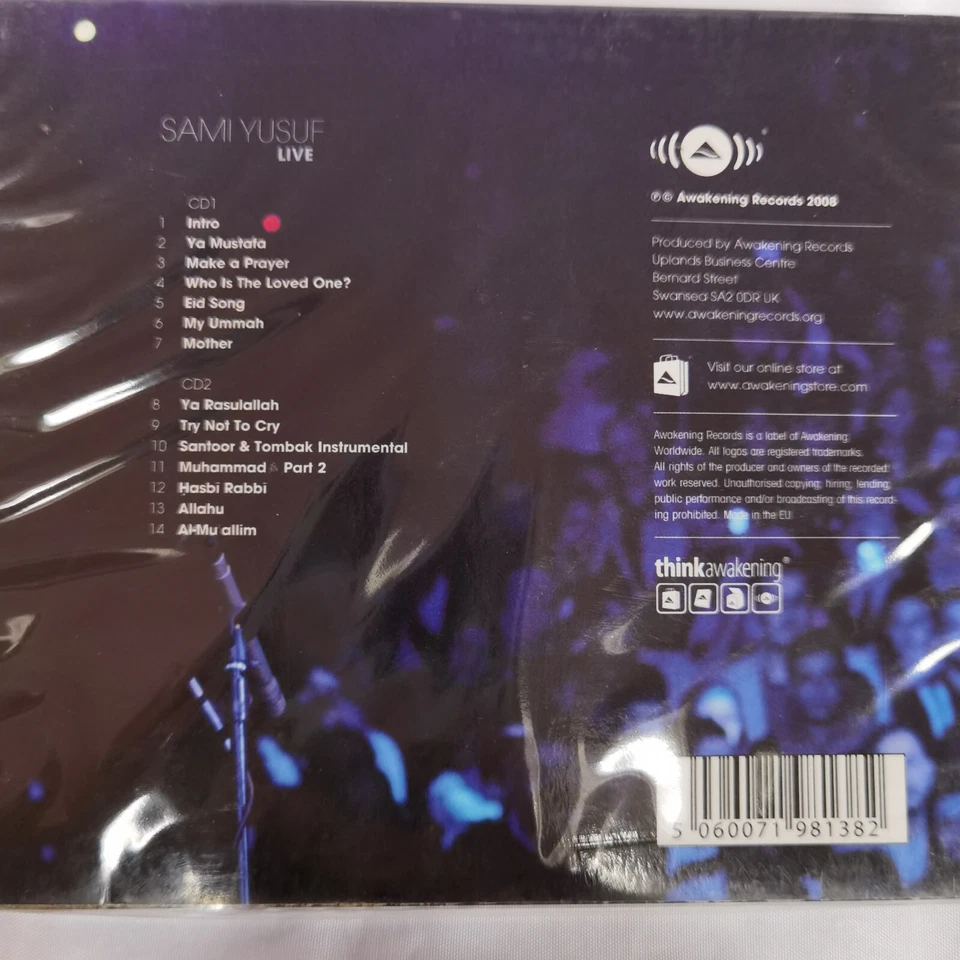 SAMI YUSUF
LIVE
CD1
1 Intro
2 Ya Mustafa
3 Make a Prayer
4 Who Is The Loved One?
5 Eid Song
6 My Ummah
7 Mother
CD2
8 Ya Rasulallah
9 Try Not To Cry
10 Santoor & Tombak Instrumental
11 Muhammad Part 2
12 Hasbi Rabbi
13 Allahu
14 Al-Mu'allim
℗© Awakening Records 2008
Produced by Awakening Records
Uplands Business Centre
Bernard Street
Swansea SA2 0DR UK
www.awakeningrecords.org
Visit our online store at
www.awakeningstore.com
Awakening Records is a label of Awakening
Worldwide. All logos are registered trademarks.
All rights of the producer and owners of the recorded
work reserved. Unauthorised copying, hiring, lending,
public performance and/or broadcasting of this record-
ing prohibited. Made in the EU
thinkawakening®
5 060071 981382